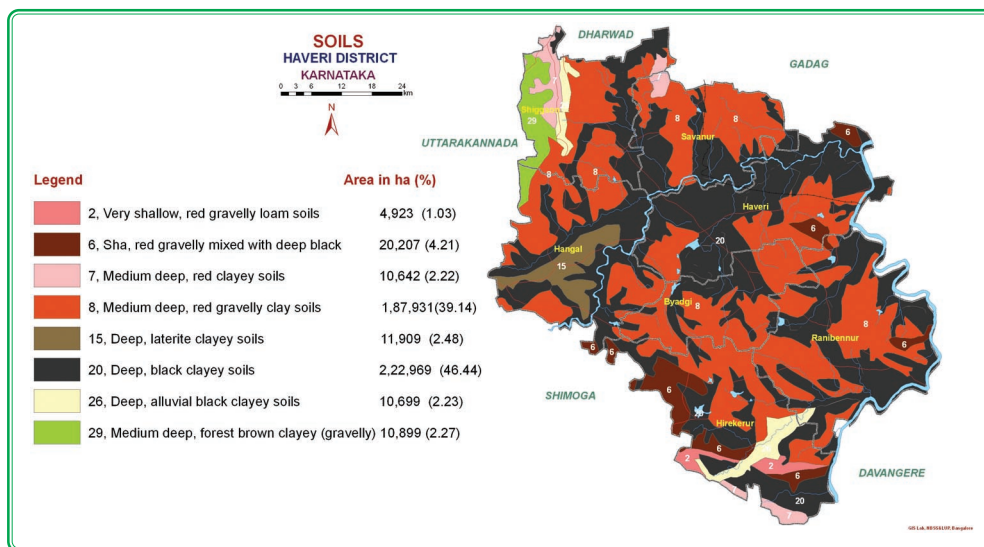 SOILS
HAVERI DISTRICT
KARNATAKA
0 3 6 12 18 24
km
N
DHARWAD
GADAG
UTTARAKANNADA
SHIMOGA
DAVANGERE
Legend Area in ha (%)
2, Very shallow, red gravelly loam soils 4,923 (1.03)
6, Sha, red gravelly mixed with deep black 20,207 (4.21)
7, Medium deep, red clayey soils 10,642 (2.22)
8, Medium deep, red gravelly clay soils 1,87,931(39.14)
15, Deep, laterite clayey soils 11,909 (2.48)
20, Deep, black clayey soils 2,22,969 (46.44)
26, Deep, alluvial black clayey soils 10,699 (2.23)
29, Medium deep, forest brown clayey (gravelly) 10,899 (2.27)
7
29
8
8
6
Savanur
8
8
Haveri
6
Hangal
15
20
Byadgi
8
8
Ranibennur
6
6
6
6
Hirekerur
6
2
2
6
20
7